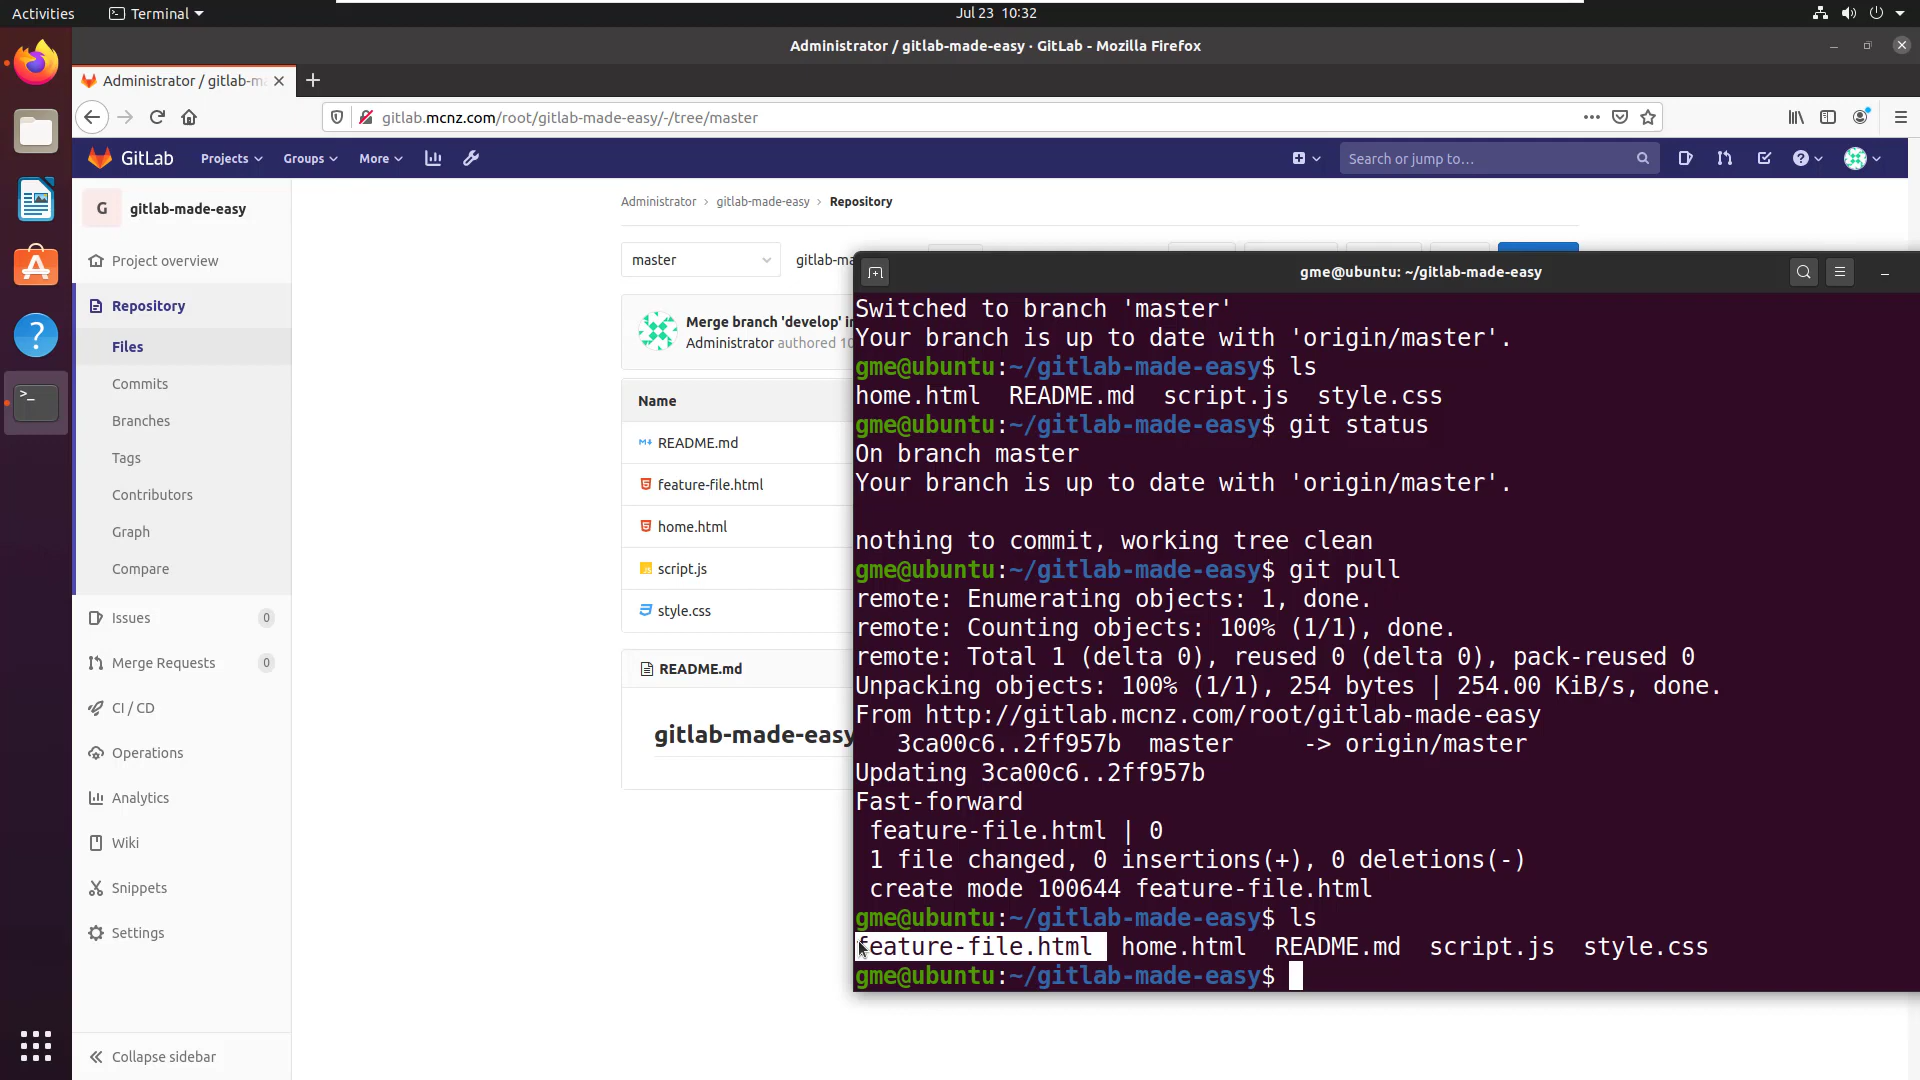 Activities
Terminal
Jul 23 10:32
Administrator / gitlab-made-easy · GitLab - Mozilla Firefox
Administrator / gitlab-m
gitlab.mcnz.com/root/gitlab-made-easy/-/tree/master
GitLab
Projects
Groups
More
Search or jump to...
G
gitlab-made-easy
Project overview
Repository
Files
Commits
Branches
Tags
Contributors
Graph
Compare
Issues 0
Merge Requests 0
CI / CD
Operations
Analytics
Wiki
Snippets
Settings
Collapse sidebar
Administrator > gitlab-made-easy > Repository
master
gitlab-ma
Merge branch 'develop' in
Administrator authored 10
Name
README.md
feature-file.html
home.html
script.js
style.css
README.md
gitlab-made-easy
gme@ubuntu: ~/gitlab-made-easy
Switched to branch 'master'
Your branch is up to date with 'origin/master'.
gme@ubuntu:~/gitlab-made-easy$ ls
home.html README.md script.js style.css
gme@ubuntu:~/gitlab-made-easy$ git status
On branch master
Your branch is up to date with 'origin/master'.
nothing to commit, working tree clean
gme@ubuntu:~/gitlab-made-easy$ git pull
remote: Enumerating objects: 1, done.
remote: Counting objects: 100% (1/1), done.
remote: Total 1 (delta 0), reused 0 (delta 0), pack-reused 0
Unpacking objects: 100% (1/1), 254 bytes | 254.00 KiB/s, done.
From http://gitlab.mcnz.com/root/gitlab-made-easy
3ca00c6..2ff957b master -> origin/master
Updating 3ca00c6..2ff957b
Fast-forward
feature-file.html | 0
1 file changed, 0 insertions(+), 0 deletions(-)
create mode 100644 feature-file.html
gme@ubuntu:~/gitlab-made-easy$ ls
feature-file.html home.html README.md script.js style.css
gme@ubuntu:~/gitlab-made-easy$